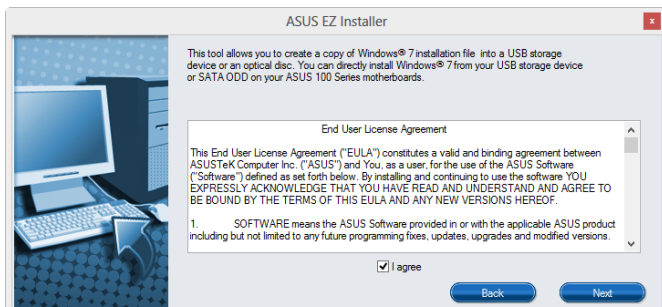 ASUS EZ Installer
x
This tool allows you to create a copy of Windows® 7 installation file into a USB storage
device or an optical disc. You can directly install Windows® 7 from your USB storage device
or SATA ODD on your ASUS 100 Series motherboards.
End User License Agreement
This End User License Agreement ("EULA") constitutes a valid and binding agreement between
ASUSTeK Computer Inc. ("ASUS") and You, as a user, for the use of the ASUS Software
("Software") defined as set forth below. By installing and continuing to use the software YOU
EXPRESSLY ACKNOWLEDGE THAT YOU HAVE READ AND UNDERSTAND AND AGREE TO
BE BOUND BY THE TERMS OF THIS EULA AND ANY NEW VERSIONS HEREOF.
1. SOFTWARE means the ASUS Software provided in or with the applicable ASUS product
including but not limited to any future programming fixes, updates, upgrades and modified versions.
I agree
Back
Next